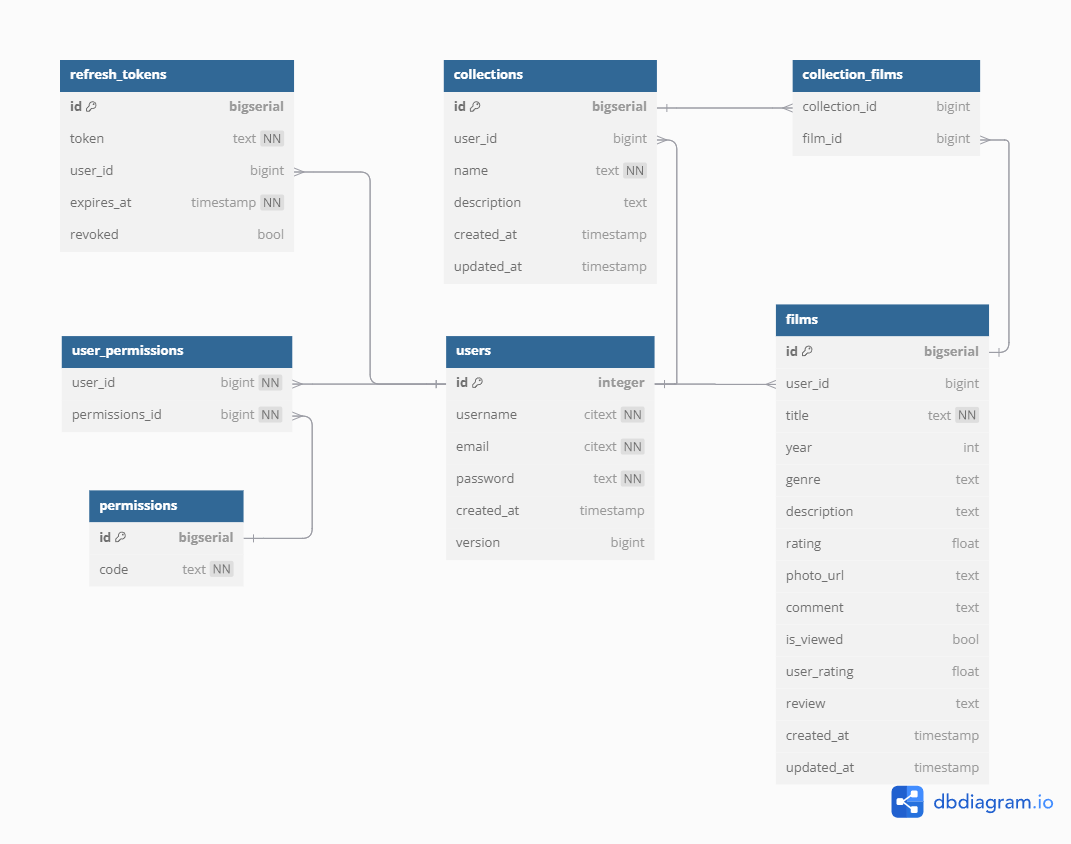 refresh_tokens
id bigserial
token text NN
user_id bigint
expires_at timestamp NN
revoked bool
collections
id bigserial
user_id bigint
name text NN
description text
created_at timestamp
updated_at timestamp
collection_films
collection_id bigint
film_id bigint
user_permissions
user_id bigint NN
permissions_id bigint NN
users
id integer
username citext NN
email citext NN
password text NN
created_at timestamp
version bigint
films
id bigserial
user_id bigint
title text NN
year int
genre text
description text
rating float
photo_url text
comment text
is_viewed bool
user_rating float
review text
created_at timestamp
updated_at timestamp
permissions
id bigserial
code text NN
dbdiagram.io